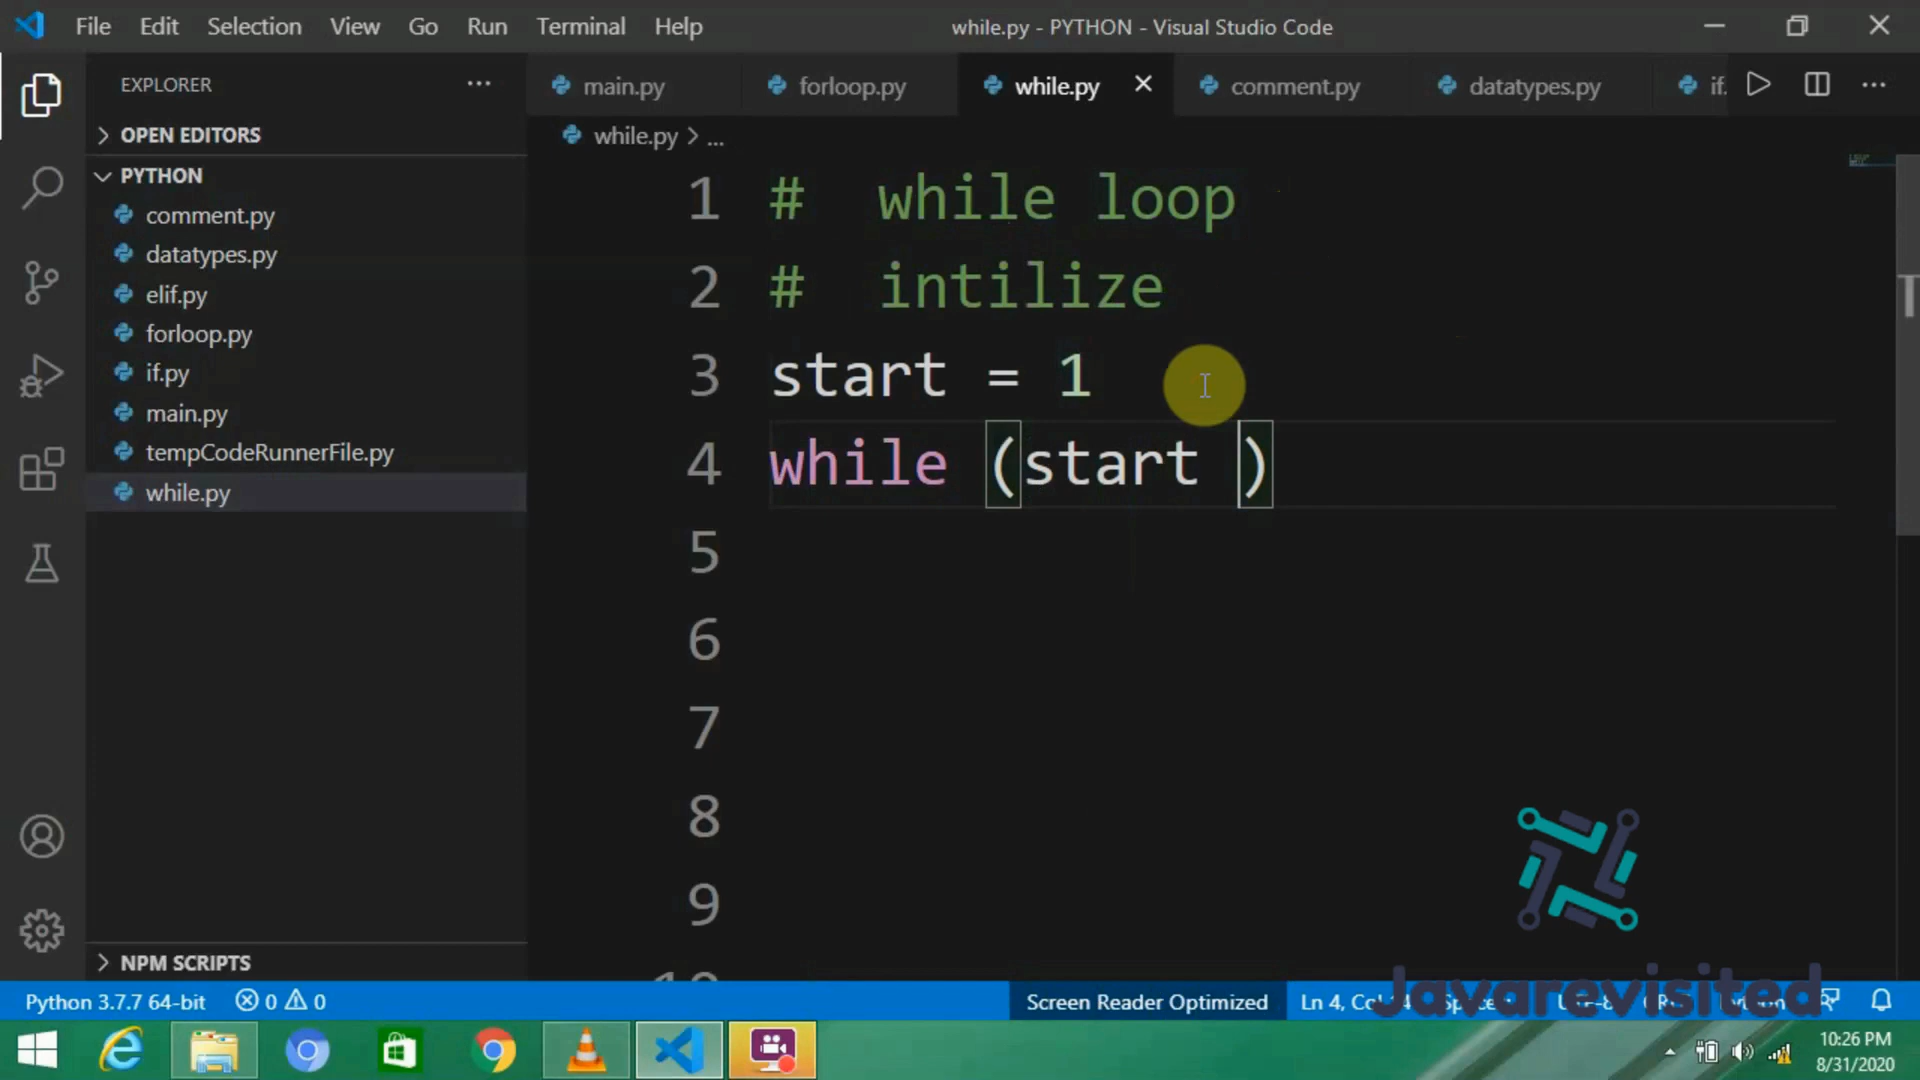 File Edit Selection View Go Run Terminal Help while.py - PYTHON - Visual Studio Code
EXPLORER
main.py forloop.py while.py comment.py datatypes.py if.
OPEN EDITORS
while.py > ...
PYTHON
comment.py
datatypes.py
elif.py
forloop.py
if.py
main.py
tempCodeRunnerFile.py
while.py
1 # while loop
2 # intilize
3 start = 1
4 while (start )
5
6
7
8
9
10
NPM SCRIPTS
Python 3.7.7 64-bit 0 0 Screen Reader Optimized Ln 4,
Javarevisited
10:26 PM
8/31/2020